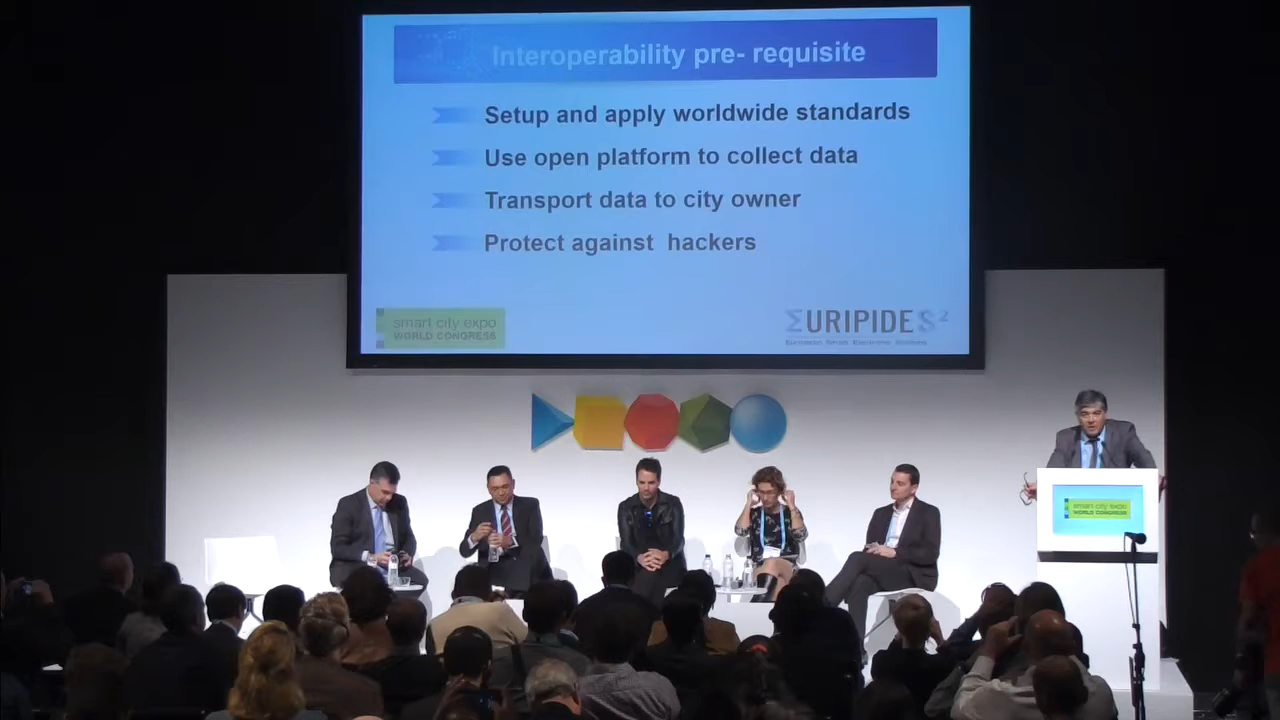 Interoperability pre- requisite
Setup and apply worldwide standards
Use open platform to collect data
Transport data to city owner
Protect against  hackers
smart city expo
WORLD CONGRESS
ΣURIPIDES²
smart city expo
WORLD CONGRESS